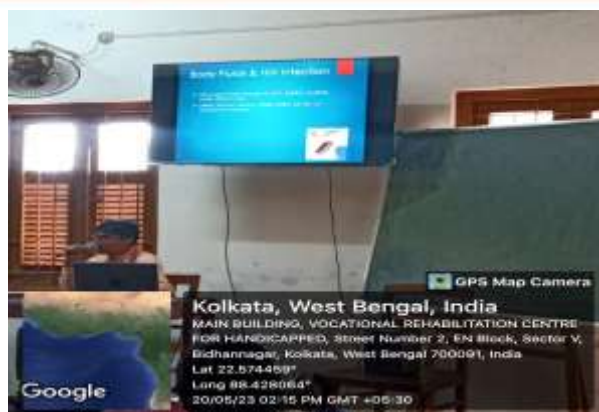 Body Fluids & HIV Infection
GPS Map Camera
Kolkata, West Bengal, India
MAIN BUILDING, VOCATIONAL REHABILITATION CENTRE
FOR HANDICAPPED, Street Number 2, EN Block, Sector V,
Bidhannagar, Kolkata, West Bengal 700091, India
Lat 22.574459°
Long 88.428064°
20/05/23 02:15 PM GMT +05:30
Google